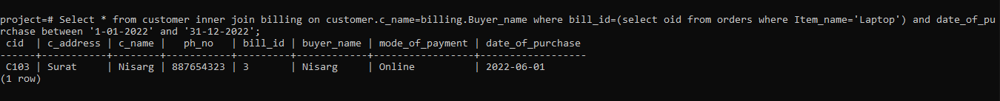 project=# Select * from customer inner join billing on customer.c_name=billing.Buyer_name where bill_id=(select oid from orders where Item_name='Laptop') and date_of_pu
rchase between '1-01-2022' and '31-12-2022';
 cid  | c_address | c_name |   ph_no   | bill_id | buyer_name | mode_of_payment | date_of_purchase
------+-----------+--------+-----------+---------+------------+-----------------+------------------
 C103 | Surat     | Nisarg | 887654323 | 3       | Nisarg     | Online          | 2022-06-01
(1 row)